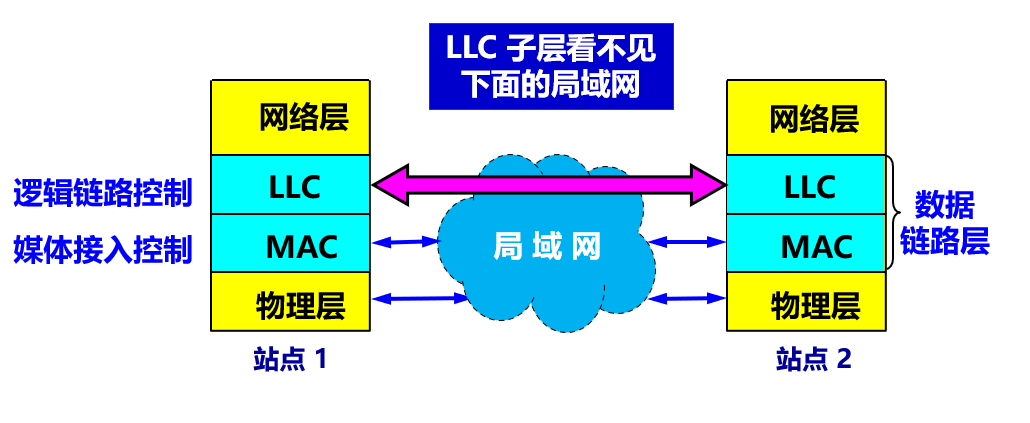 LLC 子层看不见
下面的局域网
网络层
网络层
逻辑链路控制
LLC
LLC
数据
链路层
媒体接入控制
MAC
局 域 网
MAC
物理层
物理层
站点 1
站点 2